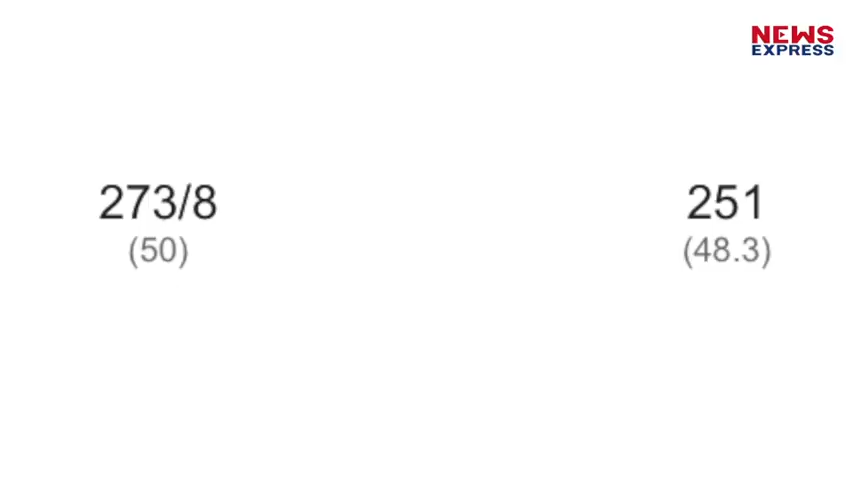 NEWS
EXPRESS
273/8
251
(50)
(48.3)